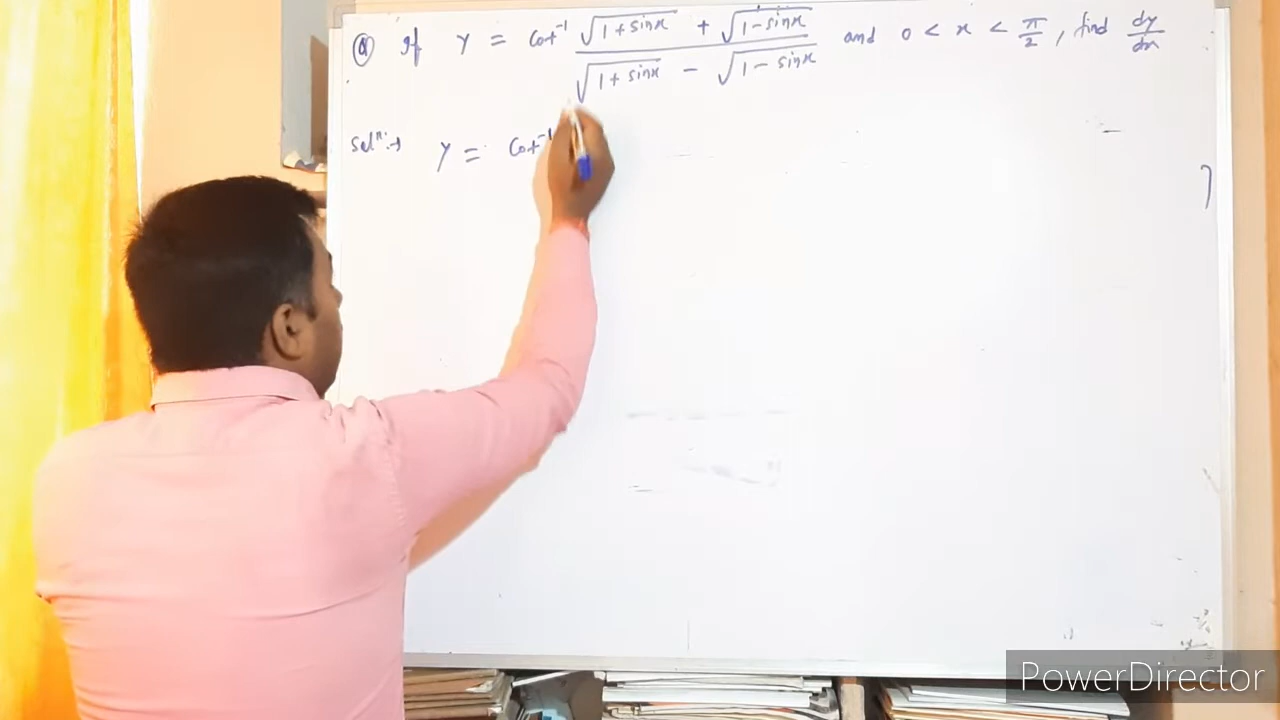 Q If y = Cot⁻¹ (√(1+sinx) + √(1-sinx)) / (√(1+sinx) - √(1-sinx)) and 0 < x < π/2, find dy/dx
Solⁿ:→ y = Cot⁻¹
PowerDirector